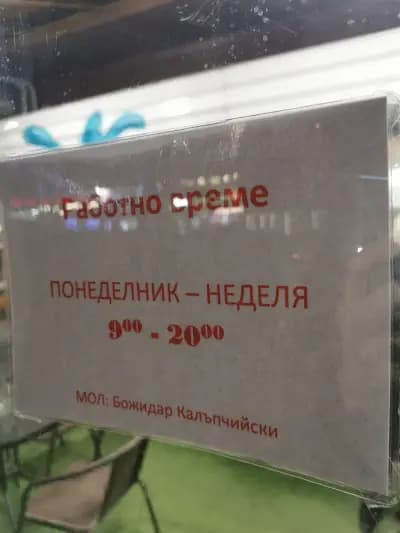 Работно време
ПОНЕДЕЛНИК – НЕДЕЛЯ
9⁰⁰ - 20⁰⁰
МОЛ: Божидар Калъпчийски